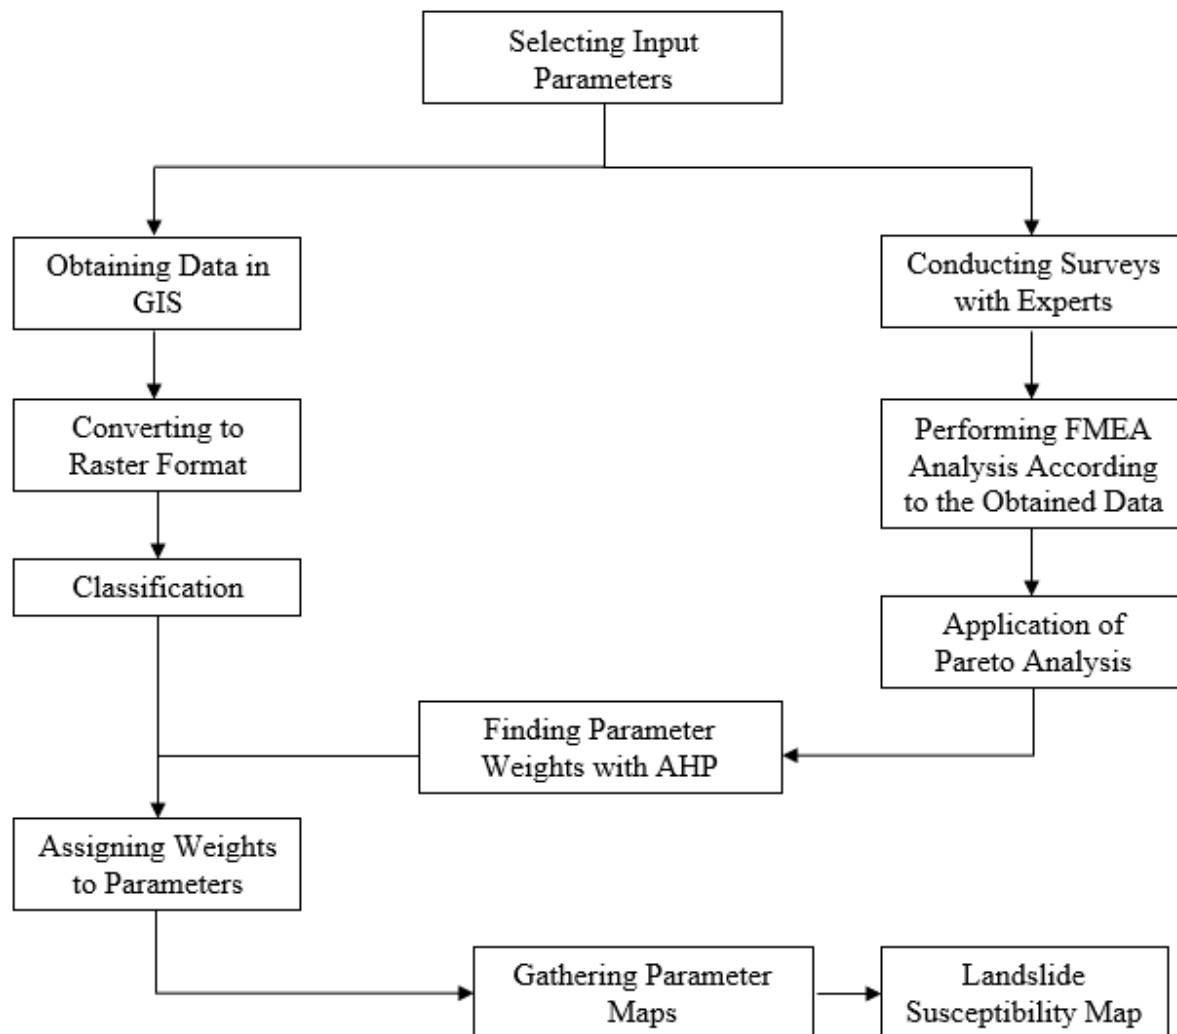 Selecting Input
Parameters
Obtaining Data in
GIS
Conducting Surveys
with Experts
Converting to
Raster Format
Performing FMEA
Analysis According
to the Obtained Data
Classification
Application of
Pareto Analysis
Finding Parameter
Weights with AHP
Assigning Weights
to Parameters
Gathering Parameter
Maps
Landslide
Susceptibility Map